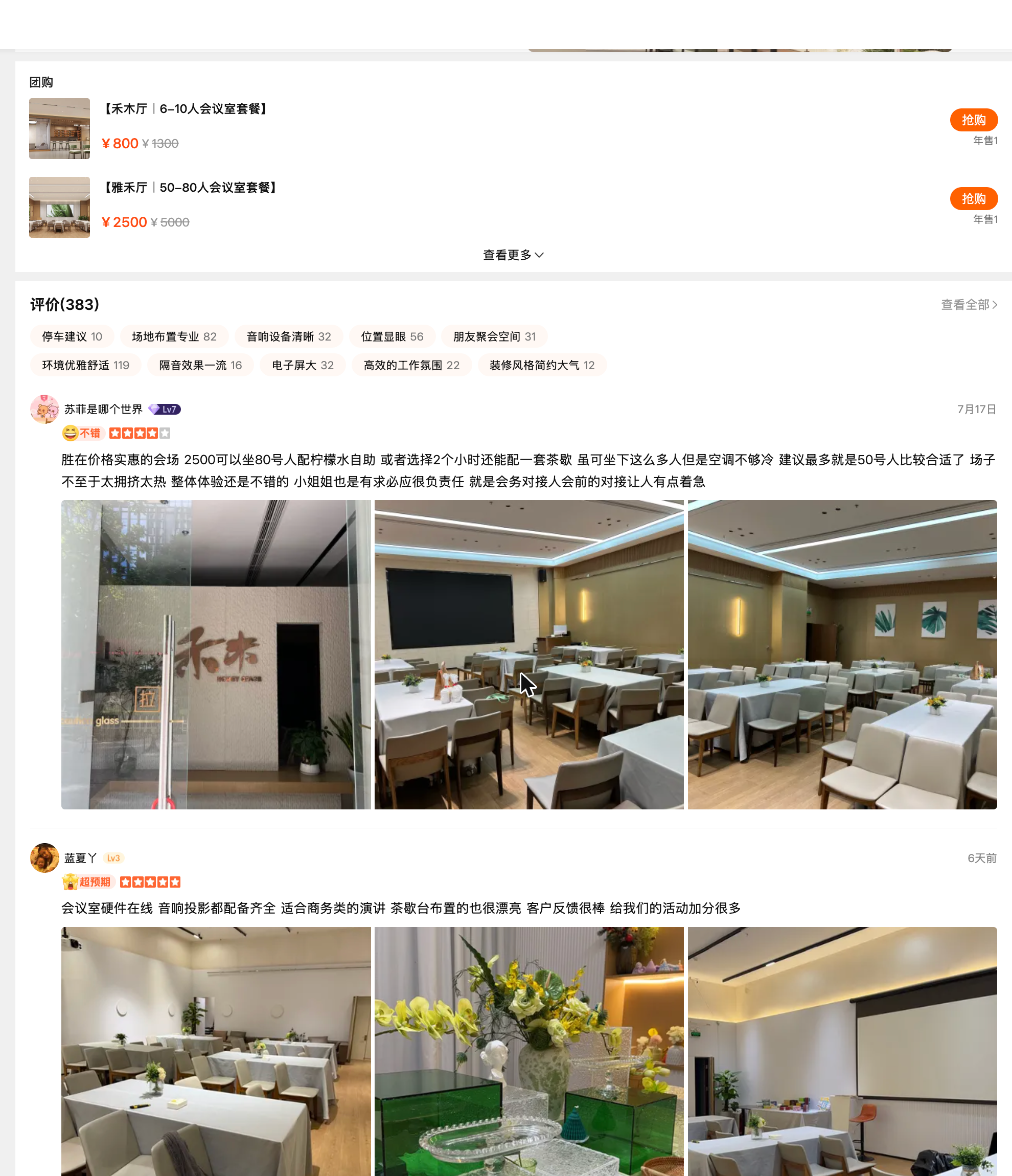 团购
【禾木厅｜6-10人会议室套餐】
¥800 ¥1300
抢购
年售1
【雅禾厅｜50-80人会议室套餐】
¥2500 ¥5000
抢购
年售1
查看更多
评价(383)
查看全部
停车建议 10 场地布置专业 82 音响设备清晰 32 位置显眼 56 朋友聚会空间 31
环境优雅舒适 119 隔音效果一流 16 电子屏大 32 高效的工作氛围 22 装修风格简约大气 12
苏菲是哪个世界 Lv7
7月17日
不错
胜在价格实惠的会场 2500可以坐80号人配柠檬水自助 或者选择2个小时还能配一套茶歇 虽可坐下这么多人但是空调不够冷 建议最多就是50号人比较合适了 场子
不至于太拥挤太热 整体体验还是不错的 小姐姐也是有求必应很负责任 就是会务对接人会前的对接让人有点着急
禾木
拉
glass
蓝夏丫 Lv3
6天前
超预期
会议室硬件在线 音响投影都配备齐全 适合商务类的演讲 茶歇台布置的也很漂亮 客户反馈很棒 给我们的活动加分很多